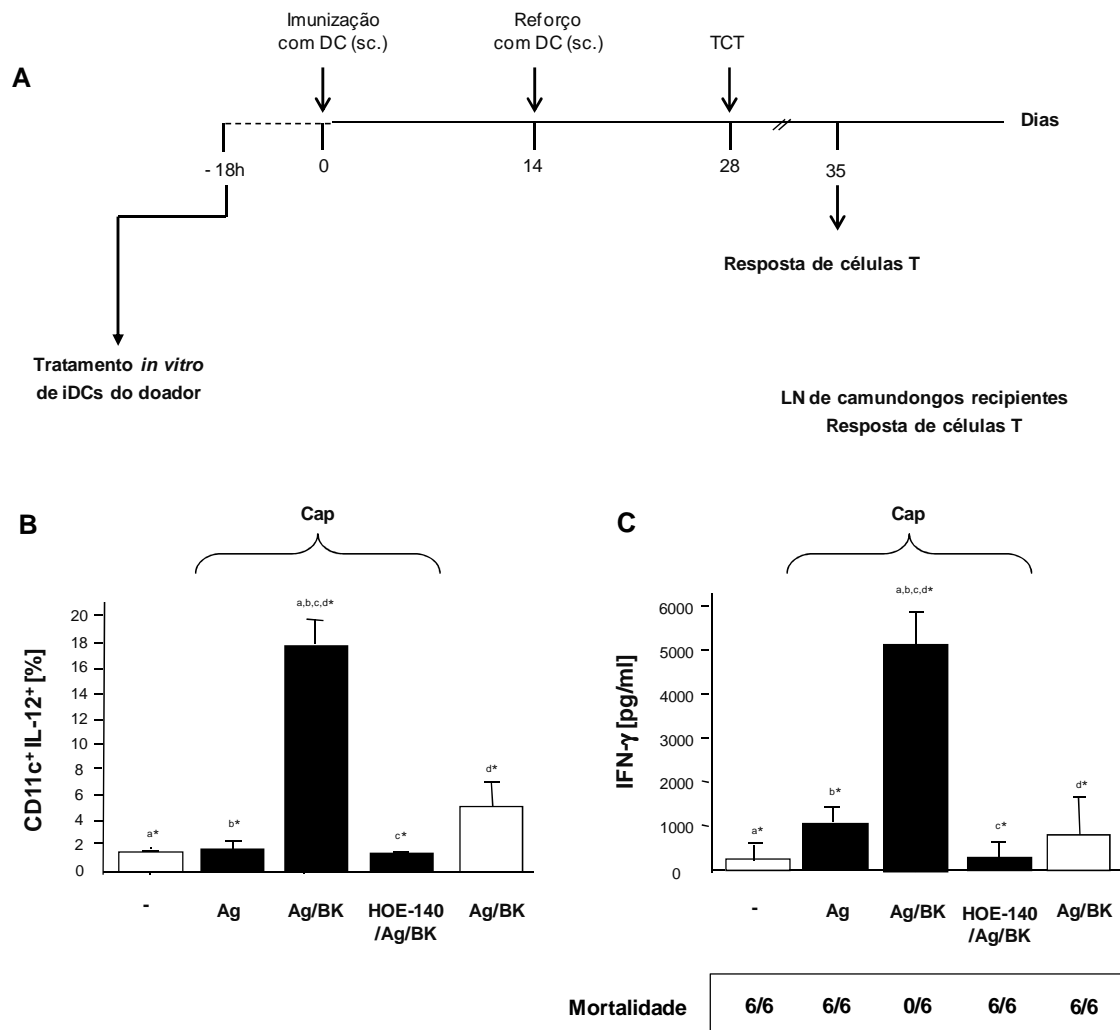 Imunização
com DC (sc.)
Reforço
com DC (sc.)
TCT
A
Dias
- 18h
0
14
28
35
Resposta de células T
Tratamento in vitro
de iDCs do doador
LN de camundongos recipientes
Resposta de células T
B
Cap
CD11c+ IL-12+ [%]
20
18
16
14
12
10
8
6
4
2
0
a*
b*
a,b,c,d*
c*
d*
-
Ag
Ag/BK
HOE-140
/Ag/BK
Ag/BK
C
Cap
IFN-γ [pg/ml]
6000
5000
4000
3000
2000
1000
0
a*
b*
a,b,c,d*
c*
d*
-
Ag
Ag/BK
HOE-140
/Ag/BK
Ag/BK
Mortalidade 6/6 6/6 0/6 6/6 6/6